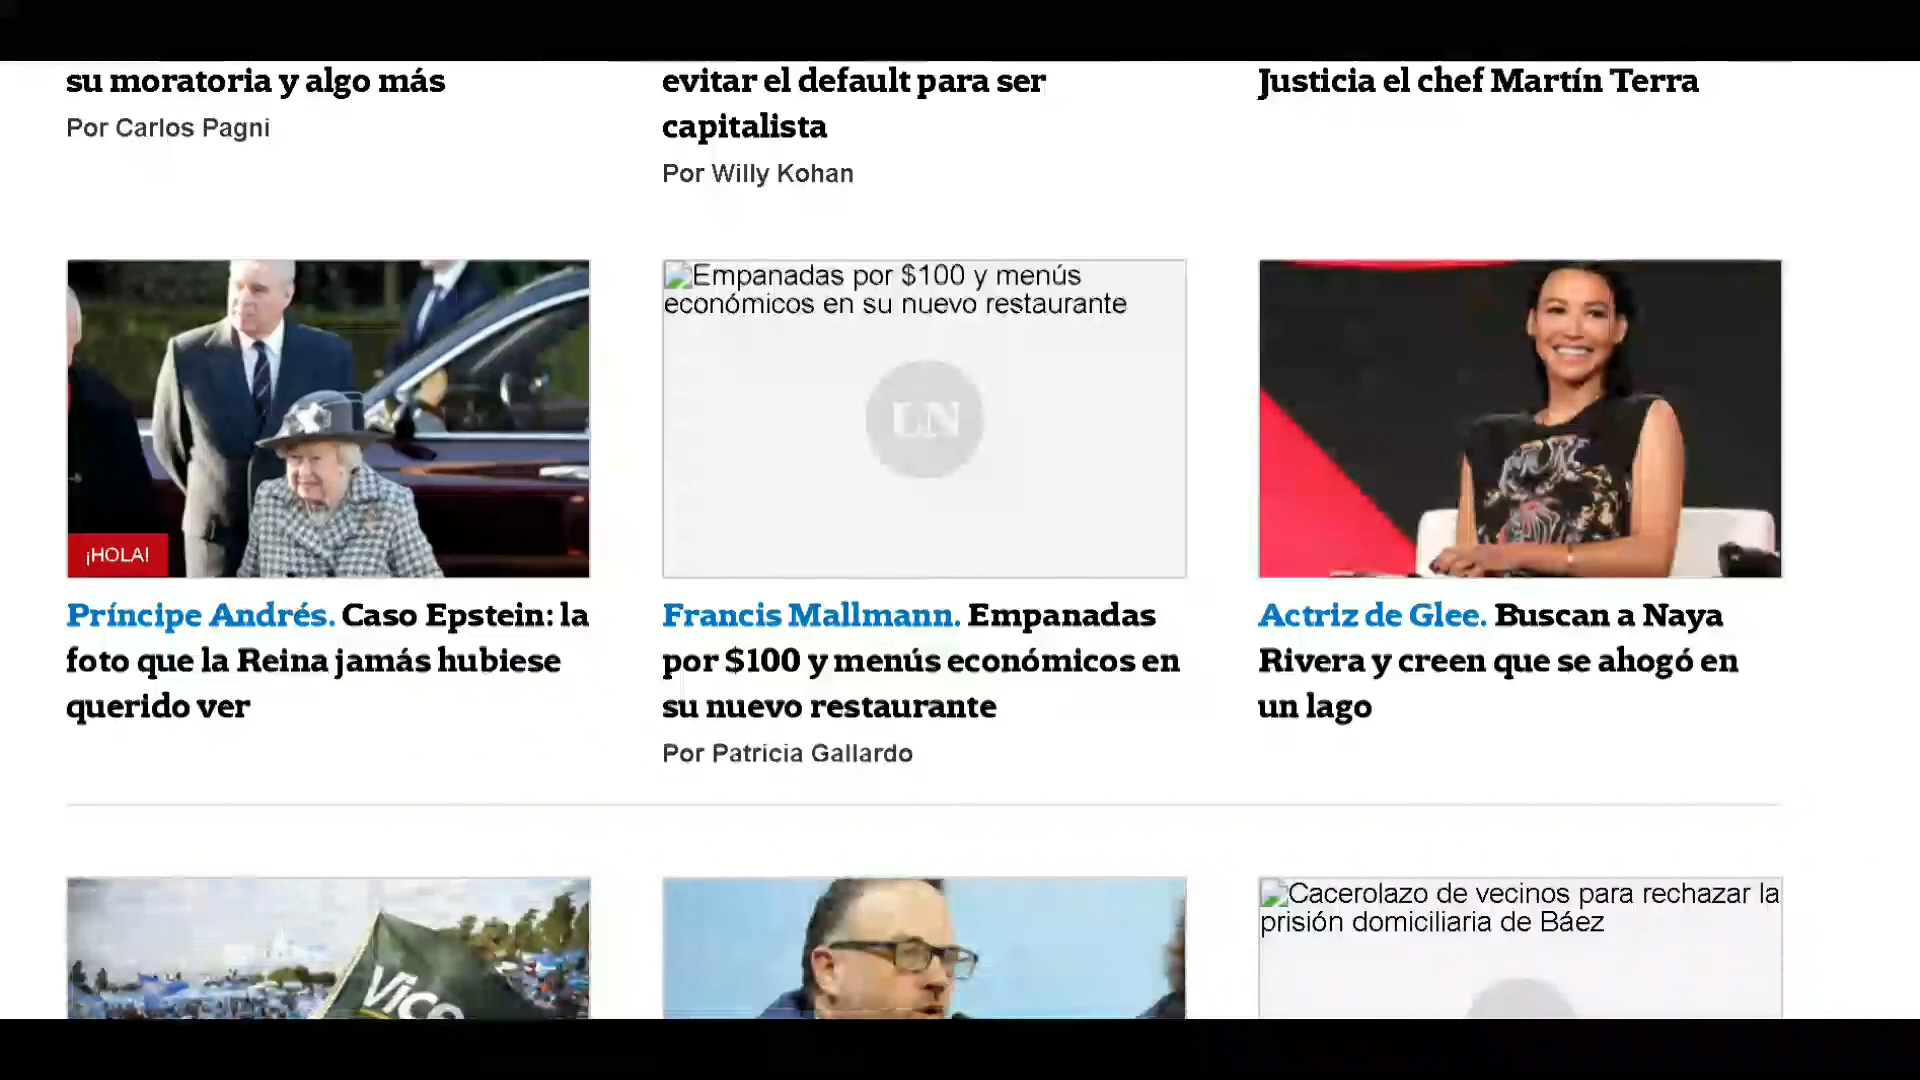 su moratoria y algo más
Por Carlos Pagni
evitar el default para ser
capitalista
Por Willy Kohan
Justicia el chef Martín Terra
¡HOLA!
Príncipe Andrés. Caso Epstein: la
foto que la Reina jamás hubiese
querido ver
Empanadas por $100 y menús
económicos en su nuevo restaurante
LN
Francis Mallmann. Empanadas
por $100 y menús económicos en
su nuevo restaurante
Por Patricia Gallardo
Actriz de Glee. Buscan a Naya
Rivera y creen que se ahogó en
un lago
Cacerolazo de vecinos para rechazar la
prisión domiciliaria de Báez